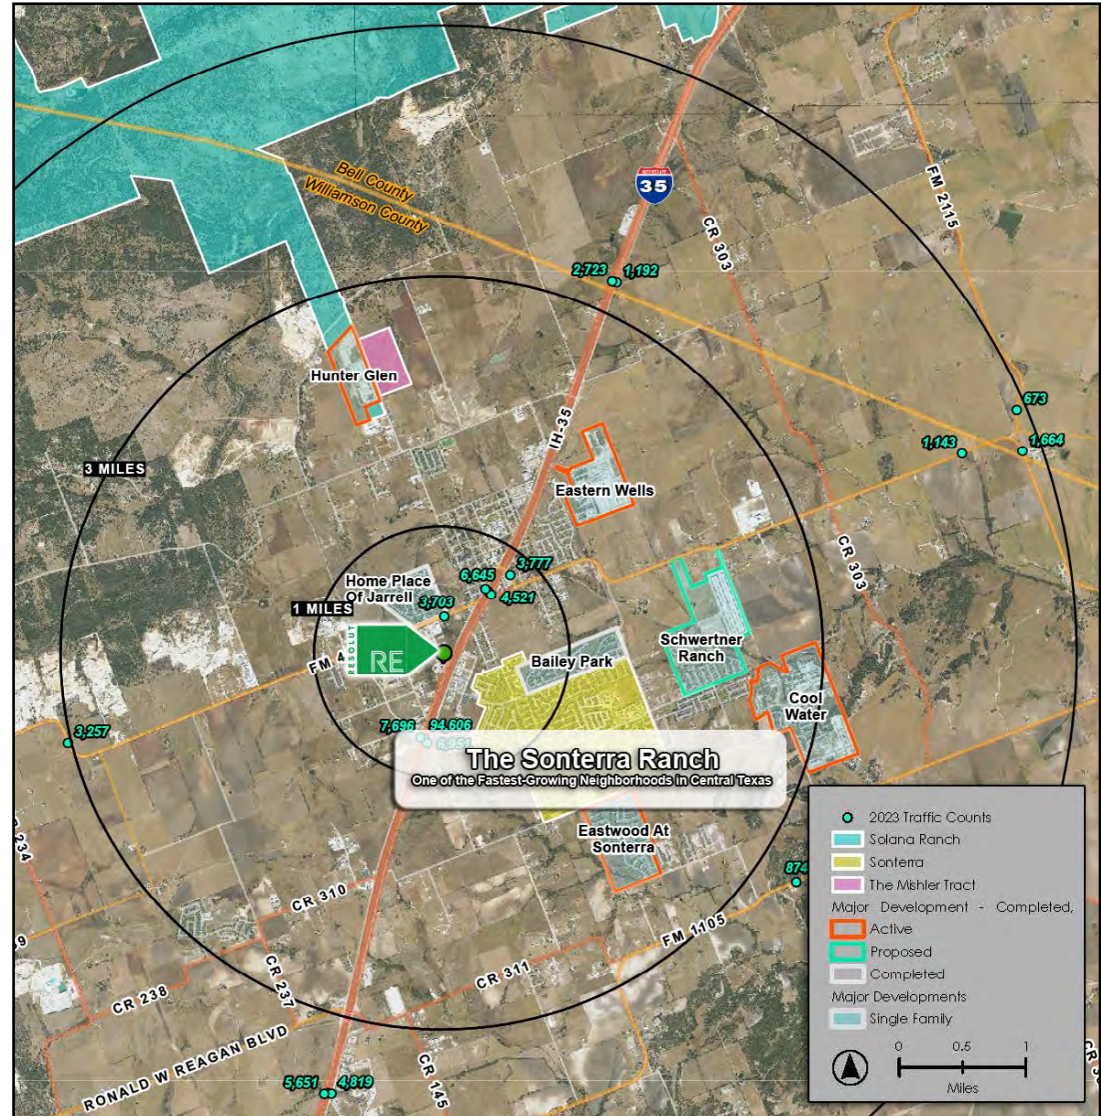 Bell County
Williamson County
INTERSTATE
35
FM 2115
CR 303
2,723
1,192
Hunter Glen
IH-35
673
1,143
1,664
3 MILES
Eastern Wells
CR 303
3,777
6,645
4,521
Home Place
Of Jarrell
1 MILES
3,703
RESOLUT
RE
FM 4
Bailey Park
Schwertner
Ranch
Cool
Water
3,257
7,696
94,606
The Sonterra Ranch
One of the Fastest-Growing Neighborhoods in Central Texas
Eastwood At
Sonterra
874
234
CR 310
FM 1105
CR 311
CR 238
CR 237
RONALD W REAGAN BLVD
CR 145
5,651
4,819
2023 Traffic Counts
Solana Ranch
Sonterra
The Mishler Tract
Major Development - Completed,
Active
Proposed
Completed
Major Developments
Single Family
0 0.5 1
Miles